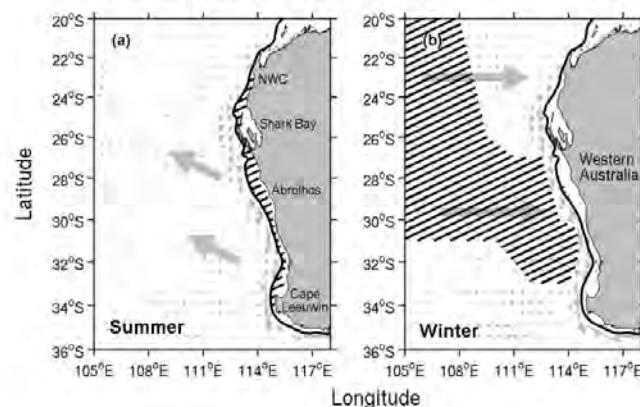 Latitude
20°S
22°S
24°S
26°S
28°S
30°S
32°S
34°S
36°S
(a)
NWC
Shark Bay
Abrolhos
Cape
Leeuwin
Summer
105°E
108°E
111°E
114°E
117°E
20°S
22°S
24°S
26°S
28°S
30°S
32°S
34°S
36°S
(b)
Western
Australia
Winter
105°E
108°E
111°E
114°E
117°E
Longitude